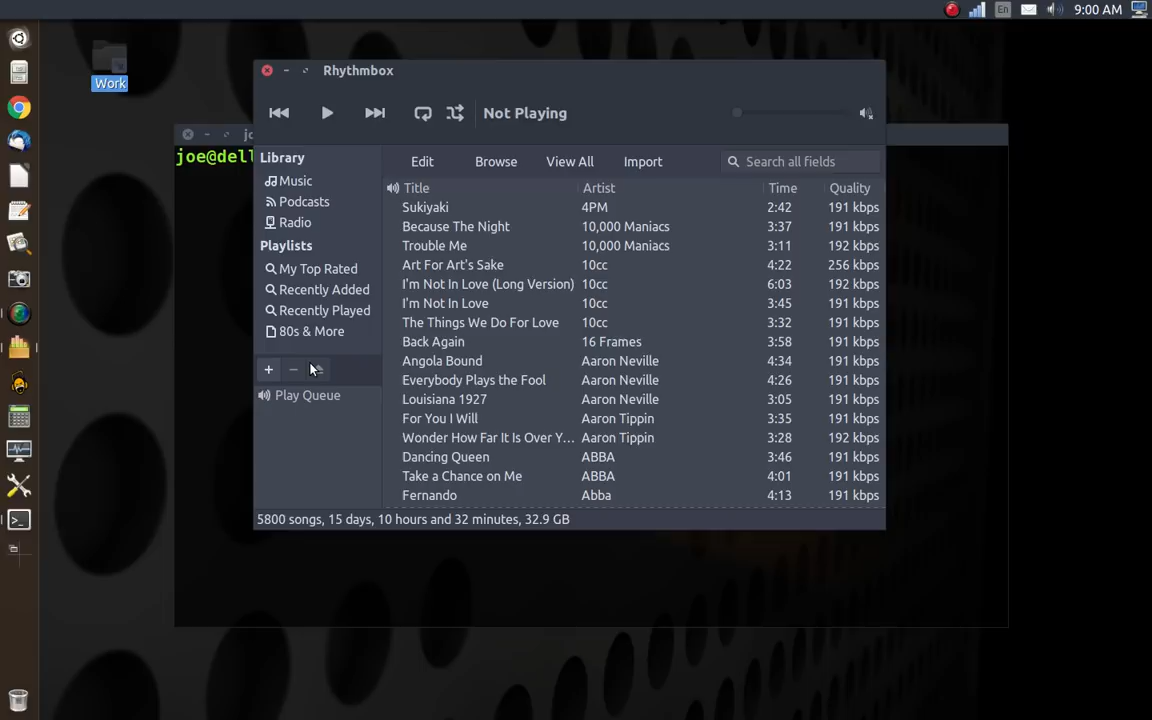 En 9:00 AM
Work
Rhythmbox
Not Playing
joe@dell
Library
Music
Podcasts
Radio
Playlists
My Top Rated
Recently Added
Recently Played
80s & More
Play Queue
Edit Browse View All Import Search all fields
Title Artist Time Quality
Sukiyaki 4PM 2:42 191 kbps
Because The Night 10,000 Maniacs 3:37 191 kbps
Trouble Me 10,000 Maniacs 3:11 192 kbps
Art For Art's Sake 10cc 4:22 256 kbps
I'm Not In Love (Long Version) 10cc 6:03 192 kbps
I'm Not In Love 10cc 3:45 191 kbps
The Things We Do For Love 10cc 3:32 191 kbps
Back Again 16 Frames 3:58 191 kbps
Angola Bound Aaron Neville 4:34 191 kbps
Everybody Plays the Fool Aaron Neville 4:26 191 kbps
Louisiana 1927 Aaron Neville 3:05 191 kbps
For You I Will Aaron Tippin 3:35 191 kbps
Wonder How Far It Is Over Y... Aaron Tippin 3:28 192 kbps
Dancing Queen ABBA 3:46 191 kbps
Take a Chance on Me ABBA 4:01 191 kbps
Fernando Abba 4:13 191 kbps
5800 songs, 15 days, 10 hours and 32 minutes, 32.9 GB